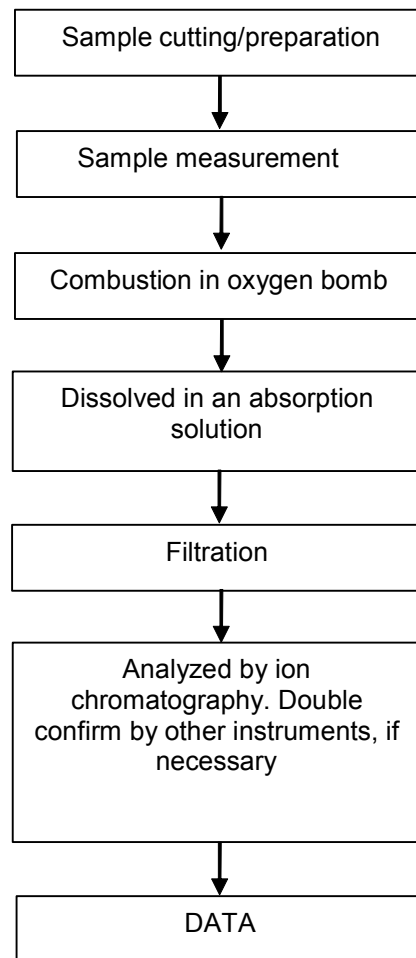 Sample cutting/preparation
Sample measurement
Combustion in oxygen bomb
Dissolved in an absorption
solution
Filtration
Analyzed by ion
chromatography. Double
confirm by other instruments, if
necessary
DATA